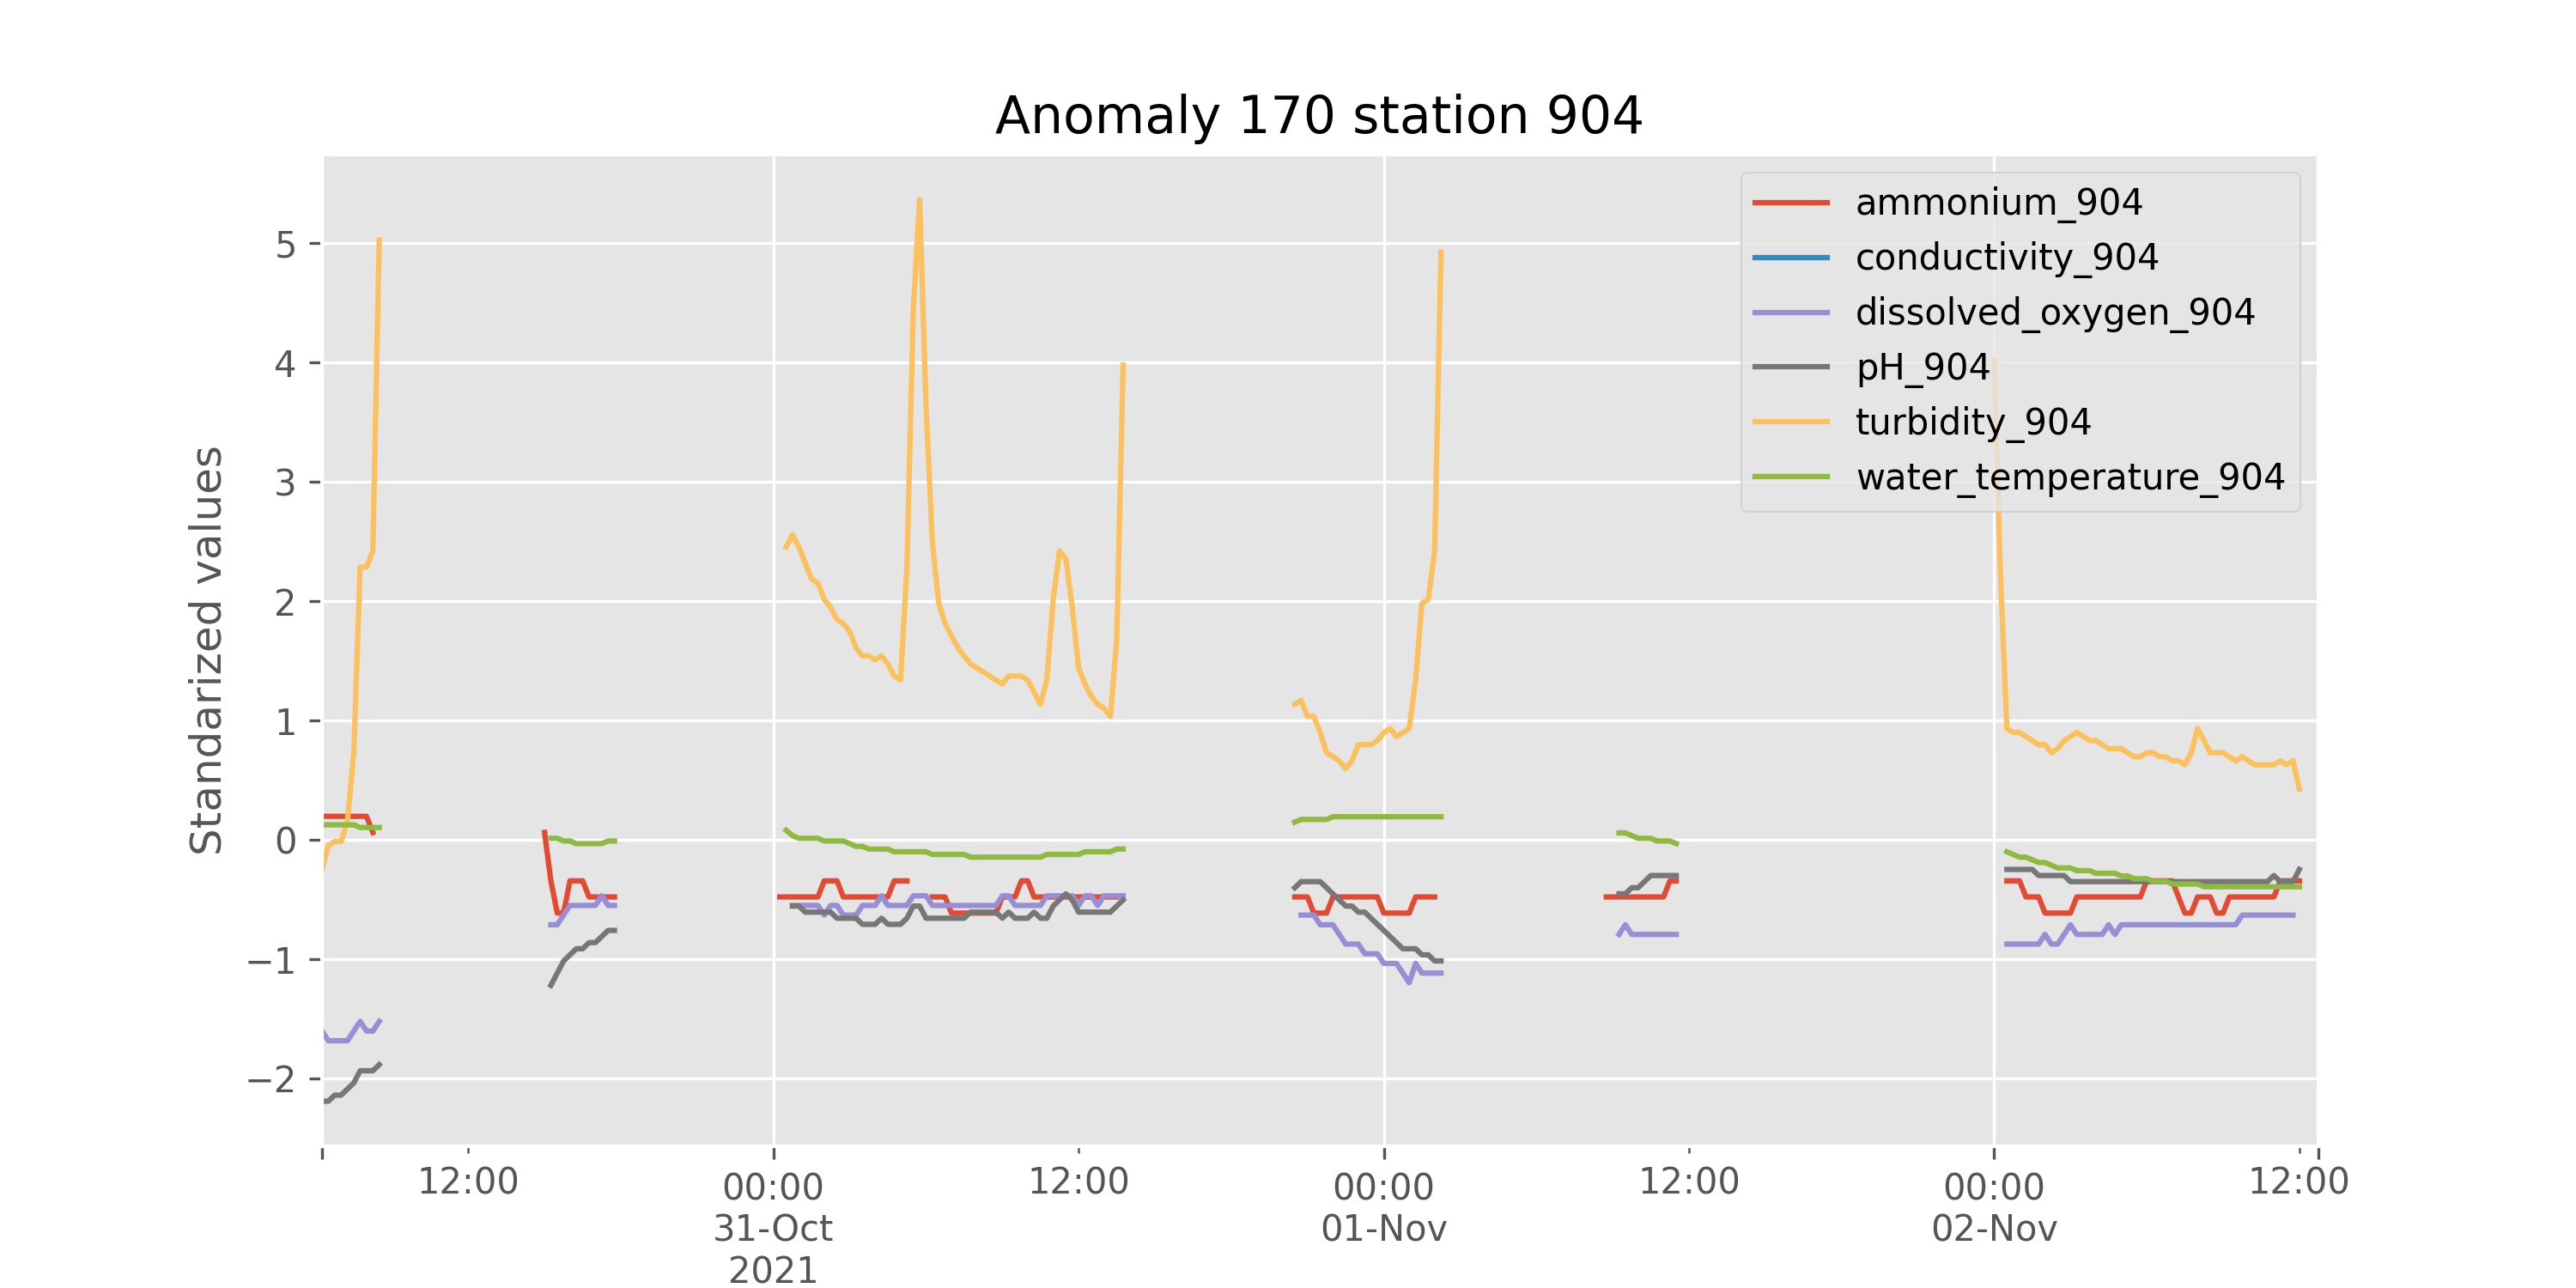 Anomaly 170 station 904
ammonium_904
conductivity_904
dissolved_oxygen_904
pH_904
turbidity_904
water_temperature_904
Standarized values
5
4
3
2
1
0
−1
−2
12:00
00:00
31-Oct
2021
12:00
00:00
01-Nov
12:00
00:00
02-Nov
12:00